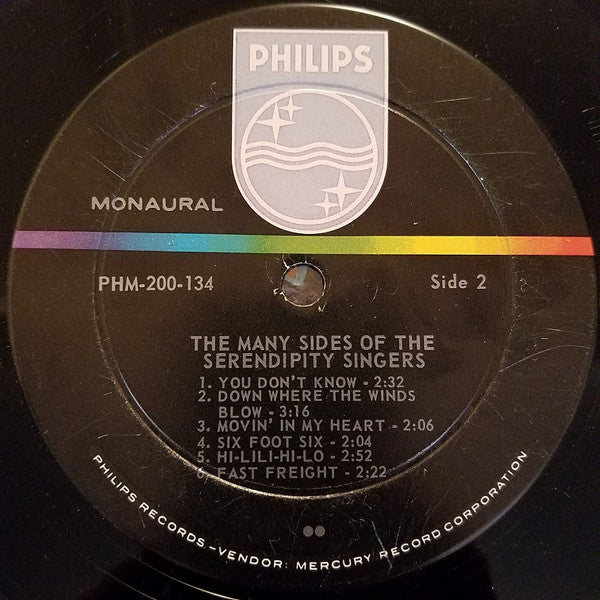 PHILIPS
MONAURAL
PHM-200-134
Side 2
THE MANY SIDES OF THE
SERENDIPITY SINGERS
1. YOU DON'T KNOW - 2:32
2. DOWN WHERE THE WINDS
BLOW - 3:16
3. MOVIN' IN MY HEART - 2:06
4. SIX FOOT SIX - 2:04
5. HI-LILI-HI-LO - 2:52
6. FAST FREIGHT - 2:22
PHILIPS RECORDS - VENDOR: MERCURY RECORD CORPORATION